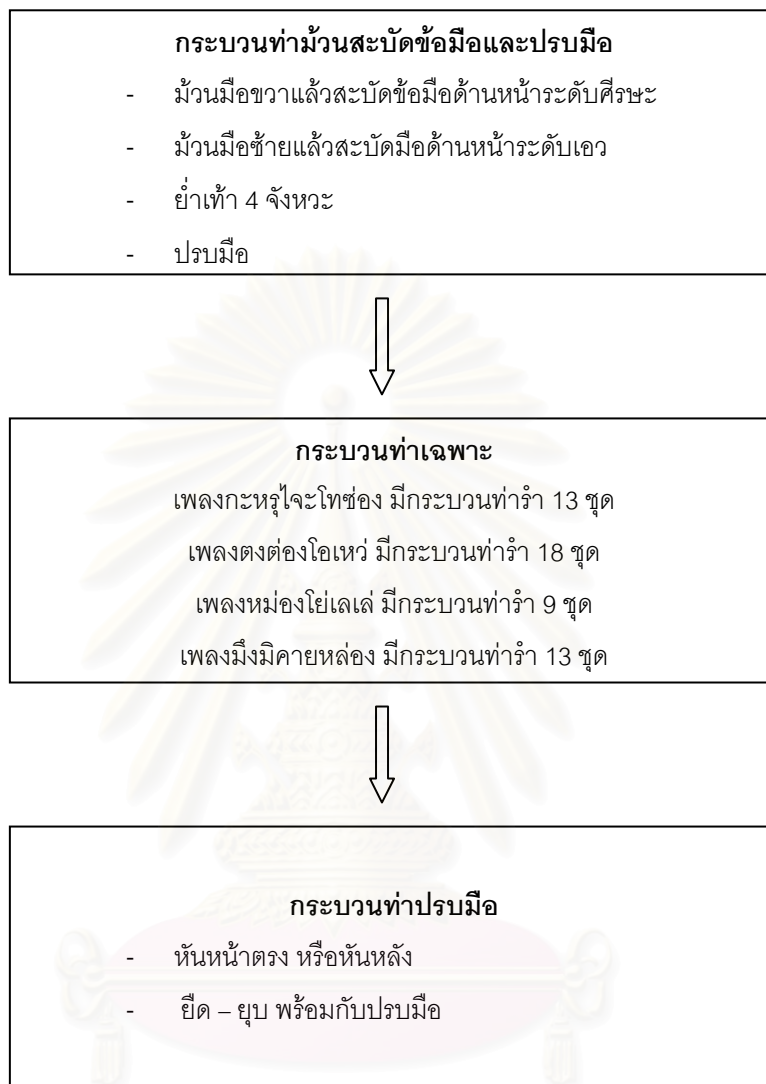 กระบวนท่าม้วนสะบัดข้อมือและปรบมือ
- ม้วนมือขวาแล้วสะบัดข้อมือด้านหน้าระดับศีรษะ
- ม้วนมือซ้ายแล้วสะบัดมือด้านหน้าระดับเอว
- ย่ำเท้า 4 จังหวะ
- ปรบมือ
กระบวนท่าเฉพาะ
เพลงกะหรุไจะโทซ่อง มีกระบวนท่ารำ 13 ชุด
เพลงตงต่องโอเหว่ มีกระบวนท่ารำ 18 ชุด
เพลงหม่องโย่เลเล่ มีกระบวนท่ารำ 9 ชุด
เพลงมึงมิคายหล่อง มีกระบวนท่ารำ 13 ชุด
กระบวนท่าปรบมือ
- หันหน้าตรง หรือหันหลัง
- ยืด – ยุบ พร้อมกับปรบมือ